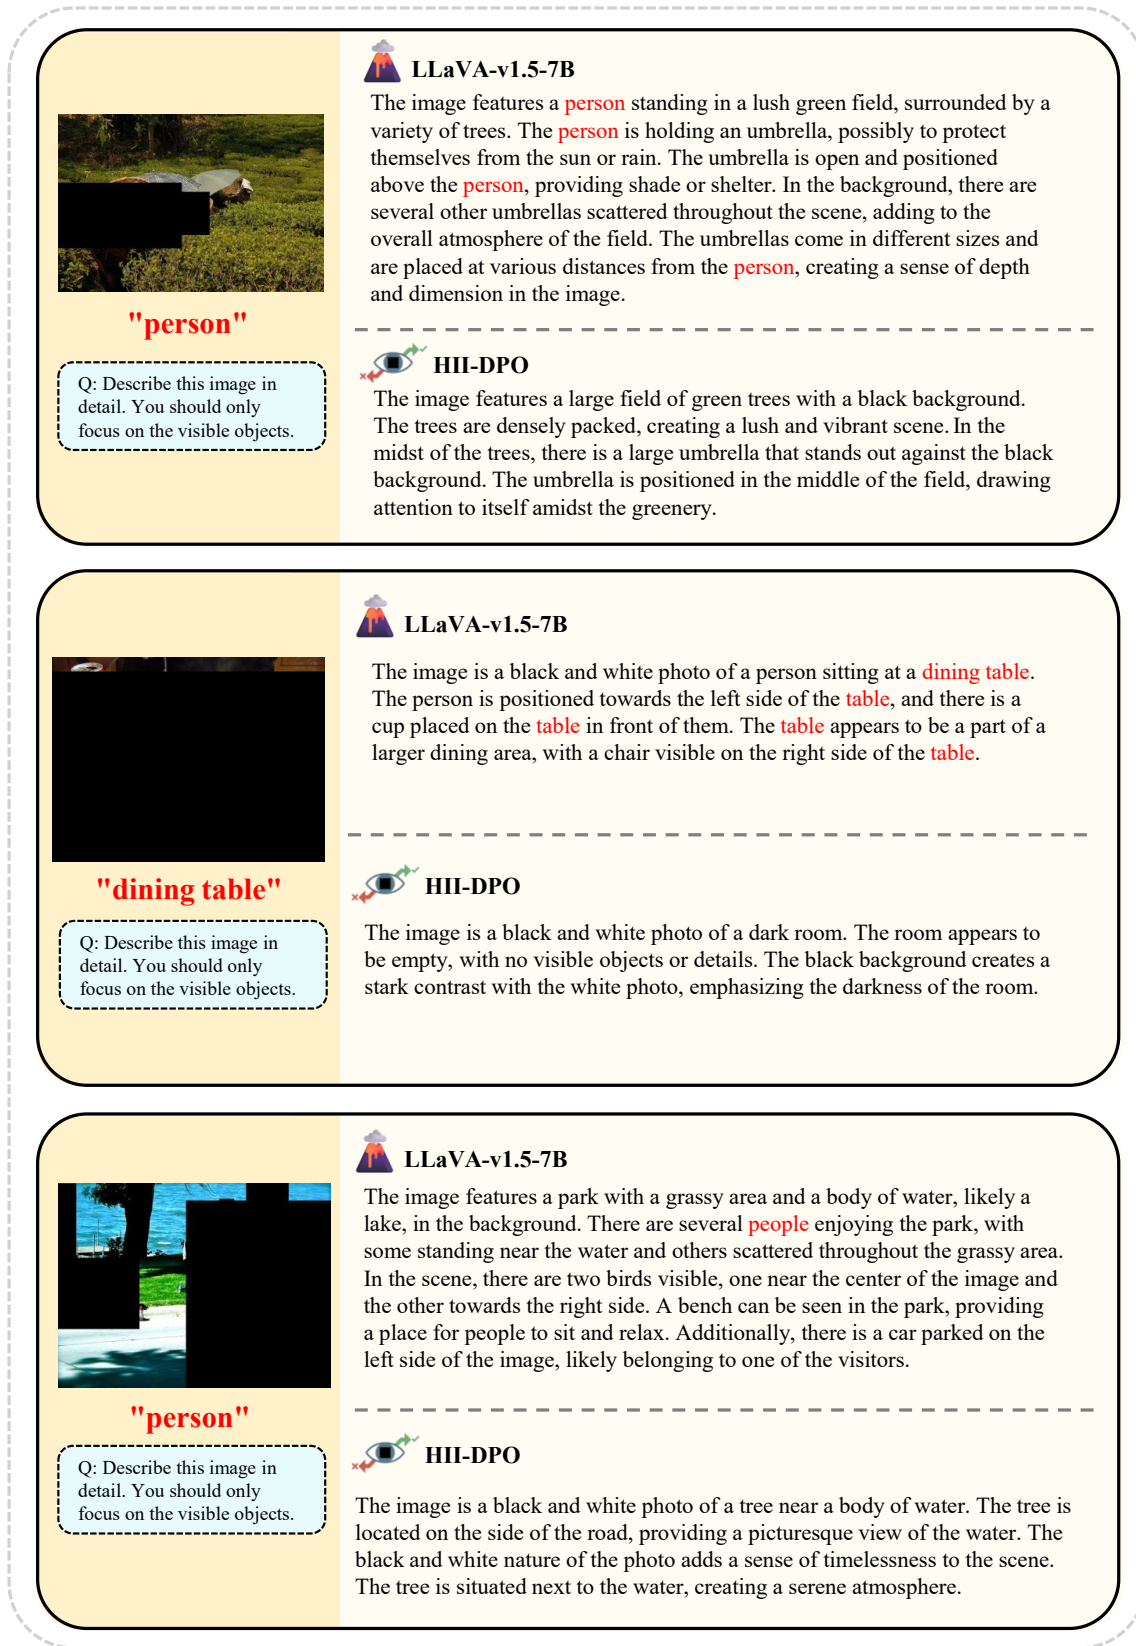 LLaVA-v1.5-7B
The image features a person standing in a lush green field, surrounded by a
variety of trees. The person is holding an umbrella, possibly to protect
themselves from the sun or rain. The umbrella is open and positioned
above the person, providing shade or shelter. In the background, there are
several other umbrellas scattered throughout the scene, adding to the
overall atmosphere of the field. The umbrellas come in different sizes and
are placed at various distances from the person, creating a sense of depth
and dimension in the image.
"person"
Q: Describe this image in
detail. You should only
focus on the visible objects.
HII-DPO
The image features a large field of green trees with a black background.
The trees are densely packed, creating a lush and vibrant scene. In the
midst of the trees, there is a large umbrella that stands out against the black
background. The umbrella is positioned in the middle of the field, drawing
attention to itself amidst the greenery.
LLaVA-v1.5-7B
The image is a black and white photo of a person sitting at a dining table.
The person is positioned towards the left side of the table, and there is a
cup placed on the table in front of them. The table appears to be a part of a
larger dining area, with a chair visible on the right side of the table.
"dining table"
Q: Describe this image in
detail. You should only
focus on the visible objects.
HII-DPO
The image is a black and white photo of a dark room. The room appears to
be empty, with no visible objects or details. The black background creates a
stark contrast with the white photo, emphasizing the darkness of the room.
LLaVA-v1.5-7B
The image features a park with a grassy area and a body of water, likely a
lake, in the background. There are several people enjoying the park, with
some standing near the water and others scattered throughout the grassy area.
In the scene, there are two birds visible, one near the center of the image and
the other towards the right side. A bench can be seen in the park, providing
a place for people to sit and relax. Additionally, there is a car parked on the
left side of the image, likely belonging to one of the visitors.
"person"
Q: Describe this image in
detail. You should only
focus on the visible objects.
HII-DPO
The image is a black and white photo of a tree near a body of water. The tree is
located on the side of the road, providing a picturesque view of the water. The
black and white nature of the photo adds a sense of timelessness to the scene.
The tree is situated next to the water, creating a serene atmosphere.